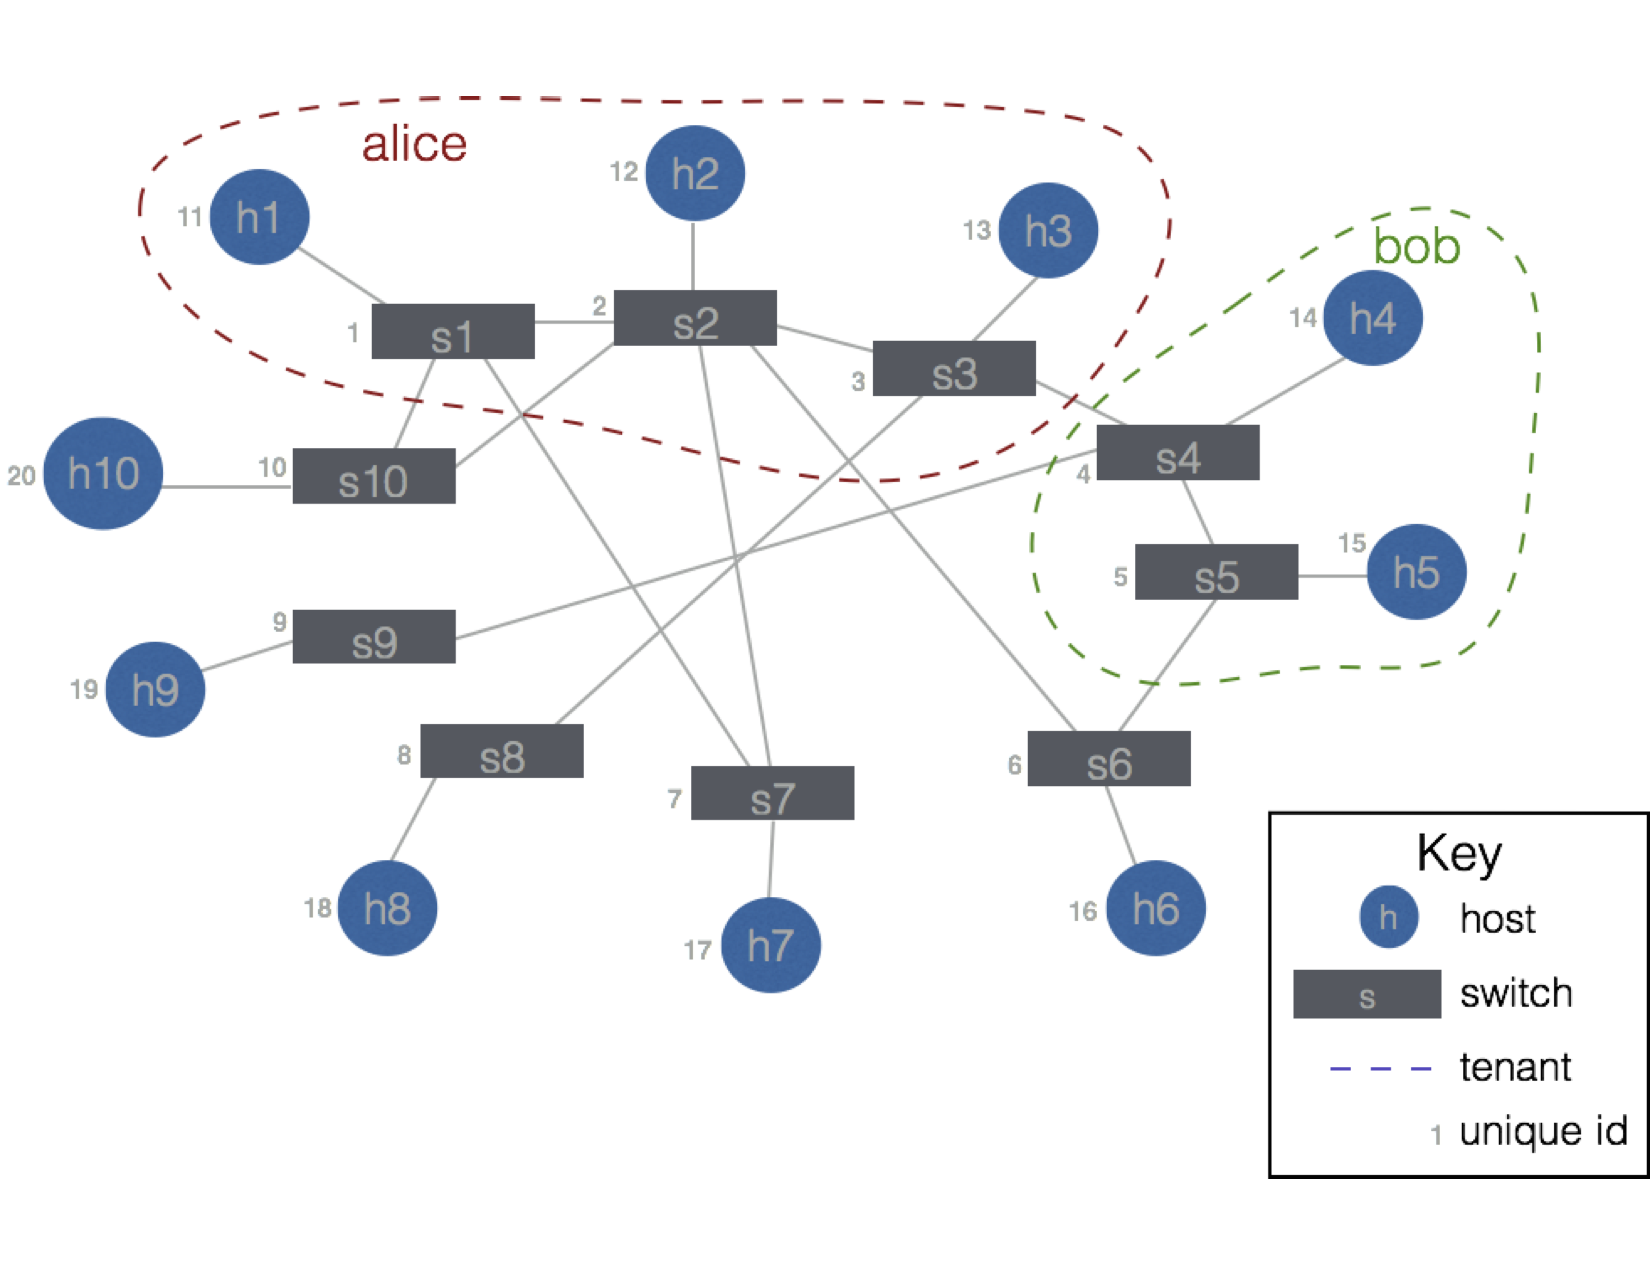 alice
12 h2
11 h1
13 h3
bob
14 h4
2 s2
1 s1
3 s3
4 s4
20 h10
10 s10
15 h5
5 s5
9 s9
19 h9
8 s8
6 s6
7 s7
18 h8
16 h6
17 h7
Key
h host
s switch
tenant
1 unique id